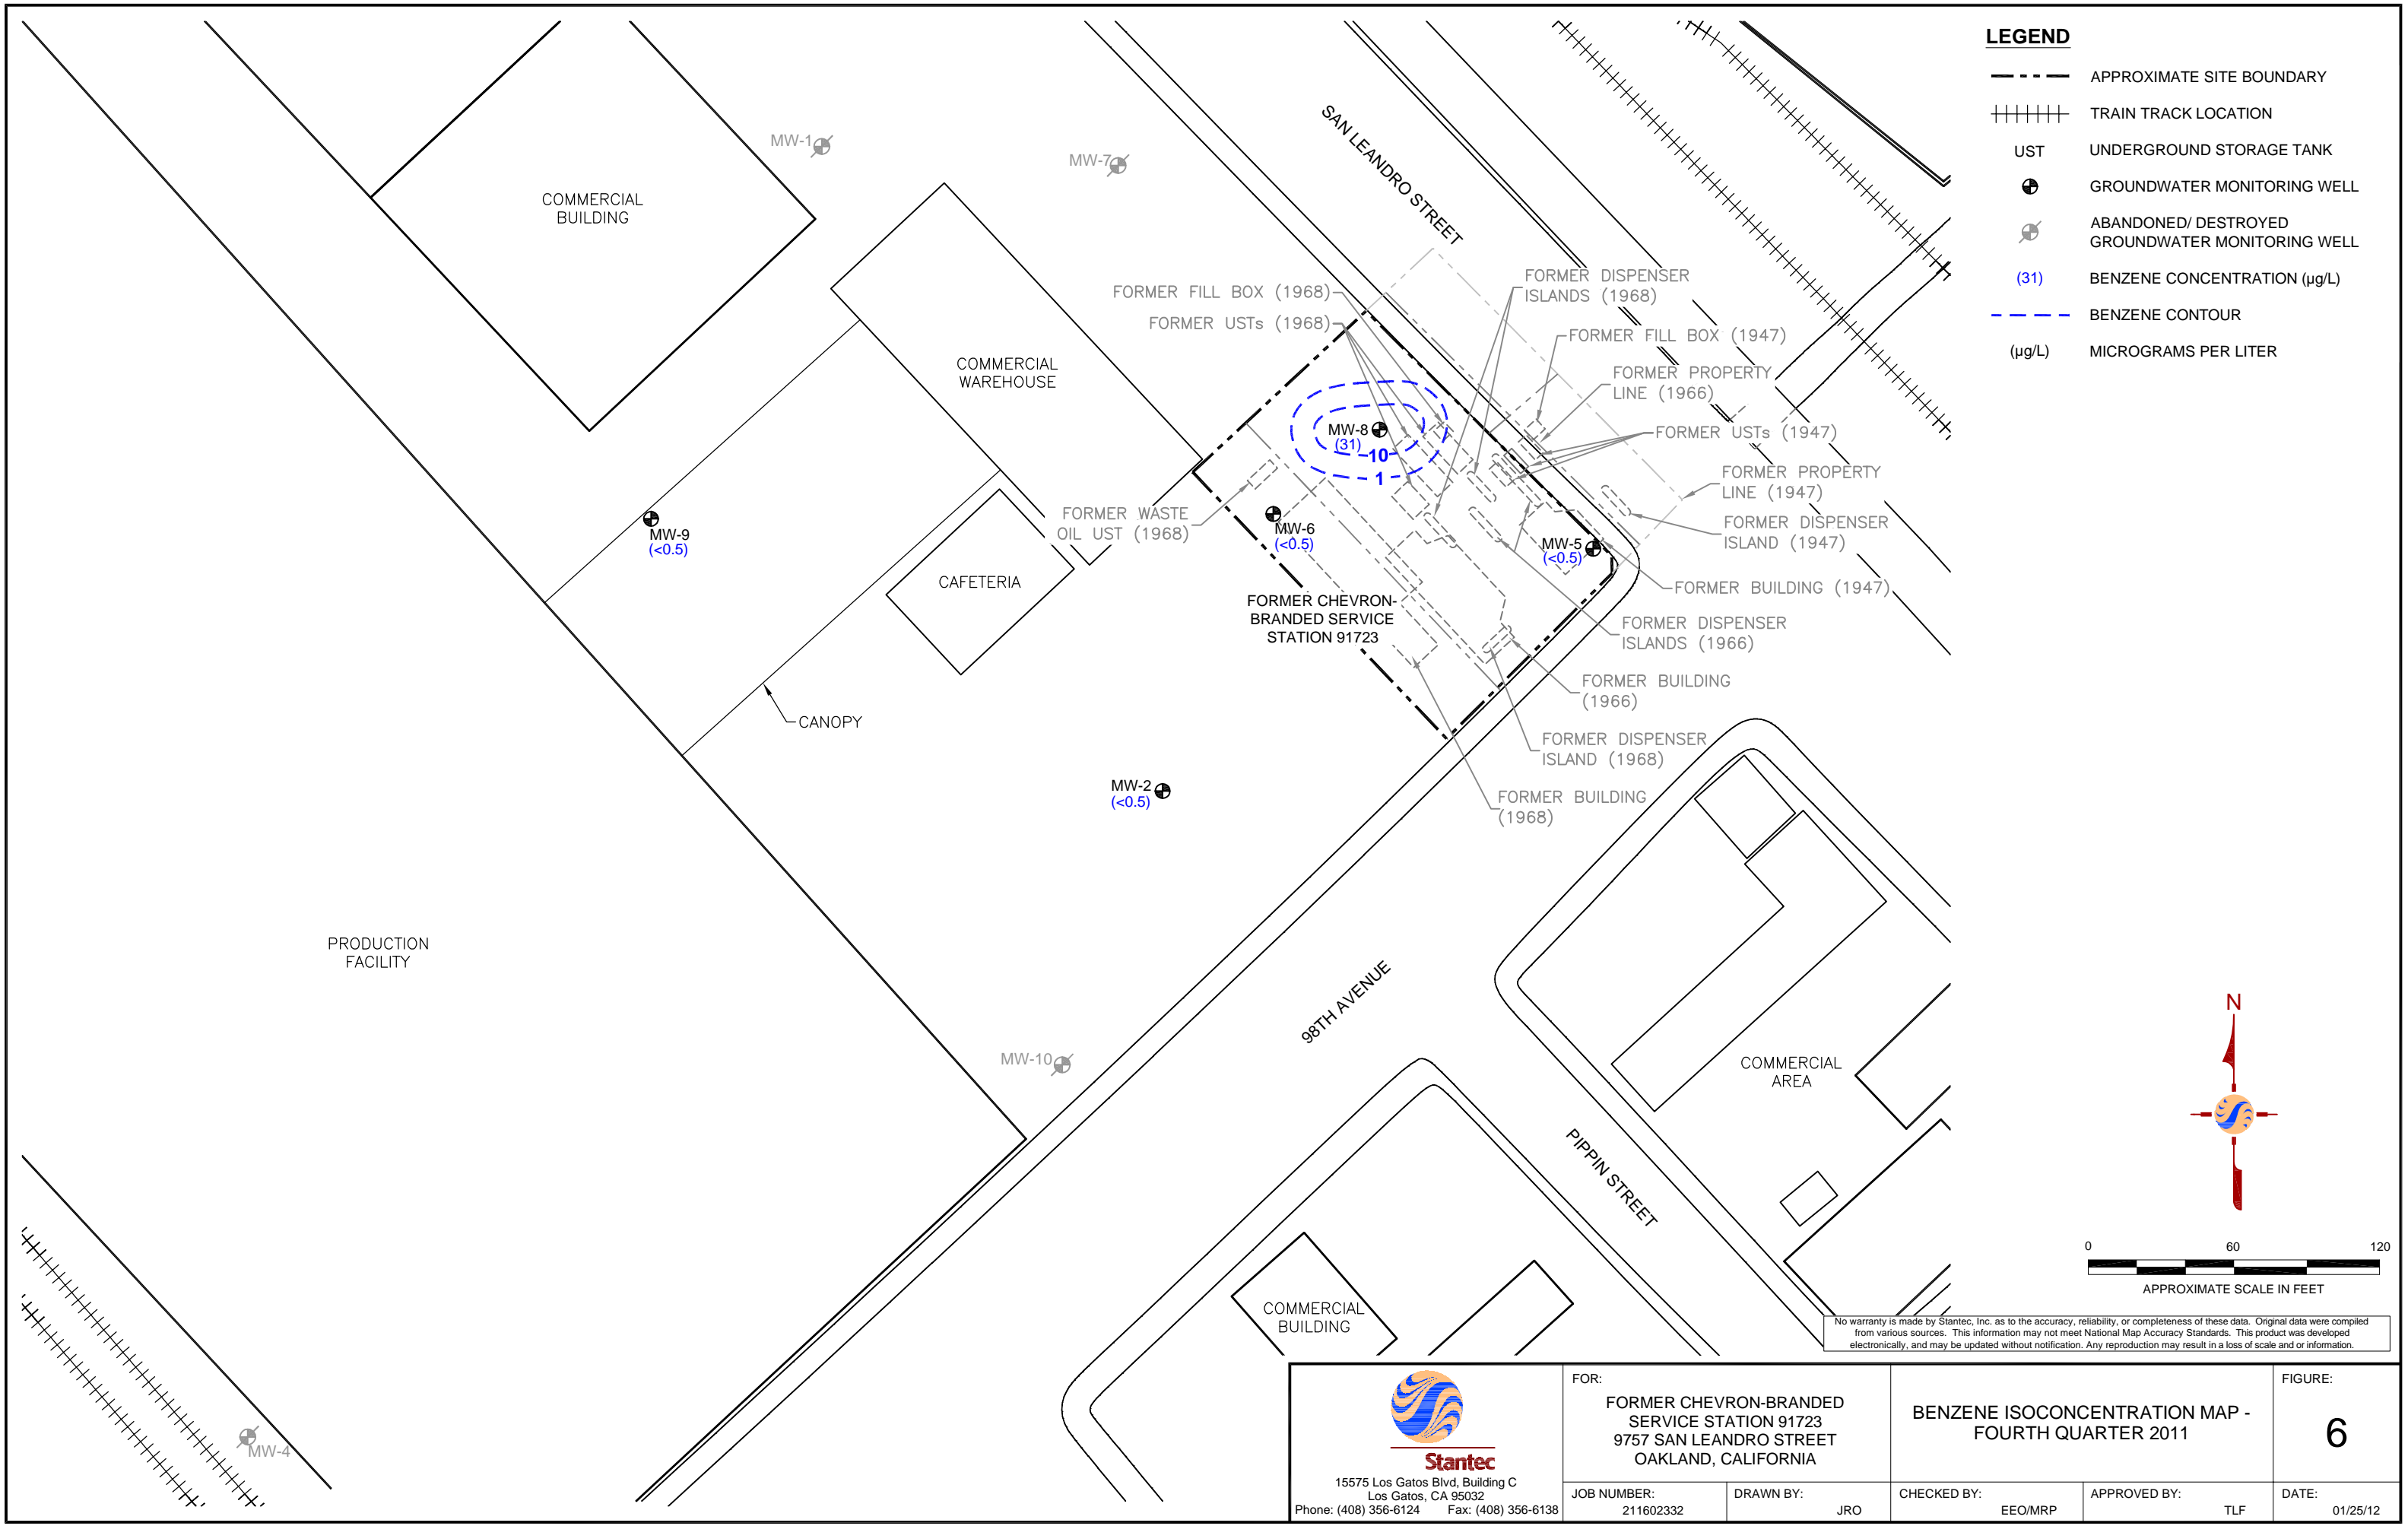 LEGEND
APPROXIMATE SITE BOUNDARY
TRAIN TRACK LOCATION
UST UNDERGROUND STORAGE TANK
GROUNDWATER MONITORING WELL
ABANDONED/ DESTROYED
GROUNDWATER MONITORING WELL
(31) BENZENE CONCENTRATION (µg/L)
BENZENE CONTOUR
(µg/L) MICROGRAMS PER LITER
MW-1
MW-7
SAN LEANDRO STREET
COMMERCIAL
BUILDING
COMMERCIAL
WAREHOUSE
FORMER FILL BOX (1968)
FORMER USTs (1968)
FORMER DISPENSER
ISLANDS (1968)
FORMER FILL BOX (1947)
FORMER PROPERTY
LINE (1966)
FORMER USTs (1947)
FORMER PROPERTY
LINE (1947)
FORMER DISPENSER
ISLAND (1947)
FORMER BUILDING (1947)
FORMER DISPENSER
ISLANDS (1966)
FORMER BUILDING
(1966)
FORMER DISPENSER
ISLAND (1968)
FORMER BUILDING
(1968)
MW-8
(31)
10
1
FORMER WASTE
OIL UST (1968)
MW-6
(<0.5)
MW-5
(<0.5)
MW-9
(<0.5)
CAFETERIA
FORMER CHEVRON-
BRANDED SERVICE
STATION 91723
CANOPY
MW-2
(<0.5)
PRODUCTION
FACILITY
98TH AVENUE
MW-10
COMMERCIAL
AREA
PIPPIN STREET
COMMERCIAL
BUILDING
MW-4
N
0 60 120
APPROXIMATE SCALE IN FEET
No warranty is made by Stantec, Inc. as to the accuracy, reliability, or completeness of these data. Original data were compiled
from various sources. This information may not meet National Map Accuracy Standards. This product was developed
electronically, and may be updated without notification. Any reproduction may result in a loss of scale and or information.
Stantec
15575 Los Gatos Blvd, Building C
Los Gatos, CA 95032
Phone: (408) 356-6124 Fax: (408) 356-6138
FOR:
FORMER CHEVRON-BRANDED
SERVICE STATION 91723
9757 SAN LEANDRO STREET
OAKLAND, CALIFORNIA
BENZENE ISOCONCENTRATION MAP -
FOURTH QUARTER 2011
FIGURE:
6
JOB NUMBER:
211602332
DRAWN BY:
JRO
CHECKED BY:
EEO/MRP
APPROVED BY:
TLF
DATE:
01/25/12